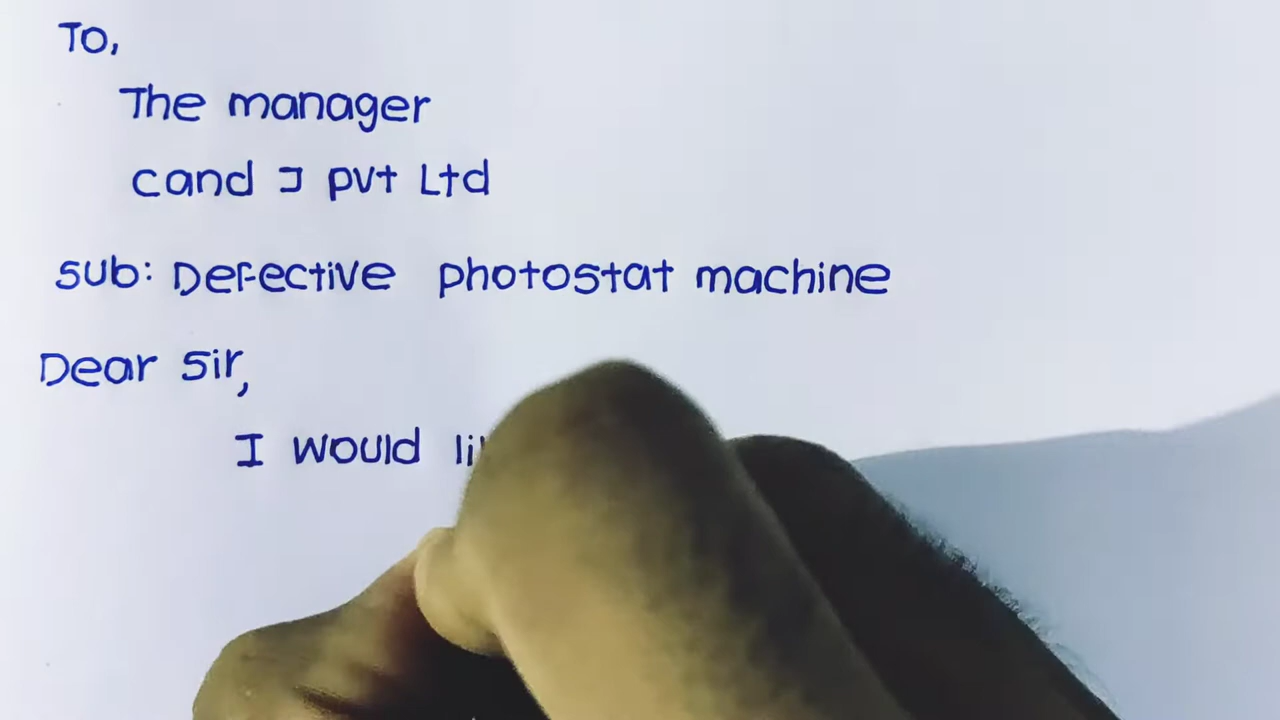 To,
The manager
cand J pvt Ltd
Sub: Defective photostat machine
Dear Sir,
I would